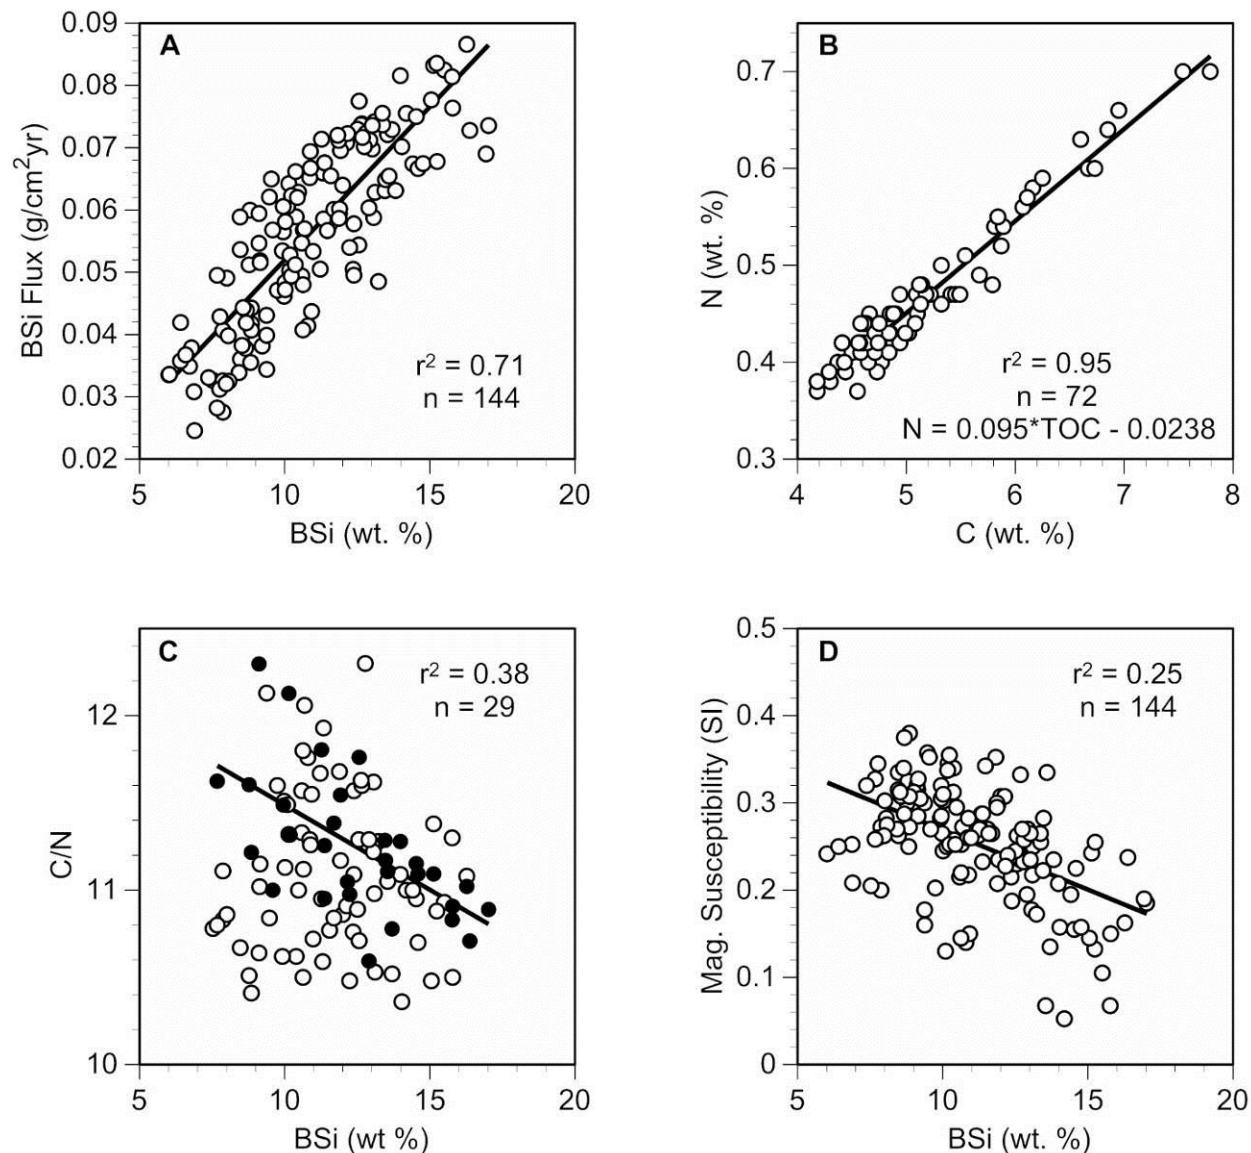 A
0.09
0.08
0.07
0.06
0.05
0.04
0.03
0.02
BSi Flux (g/cm²yr)
r² = 0.71
n = 144
5 10 15 20
BSi (wt. %)
B
0.7
0.6
0.5
0.4
0.3
N (wt. %)
r² = 0.95
n = 72
N = 0.095*TOC - 0.0238
4 5 6 7 8
C (wt. %)
C
12
11
10
C/N
r² = 0.38
n = 29
5 10 15 20
BSi (wt %)
D
0.5
0.4
0.3
0.2
0.1
0
Mag. Susceptibility (SI)
r² = 0.25
n = 144
5 10 15 20
BSi (wt. %)